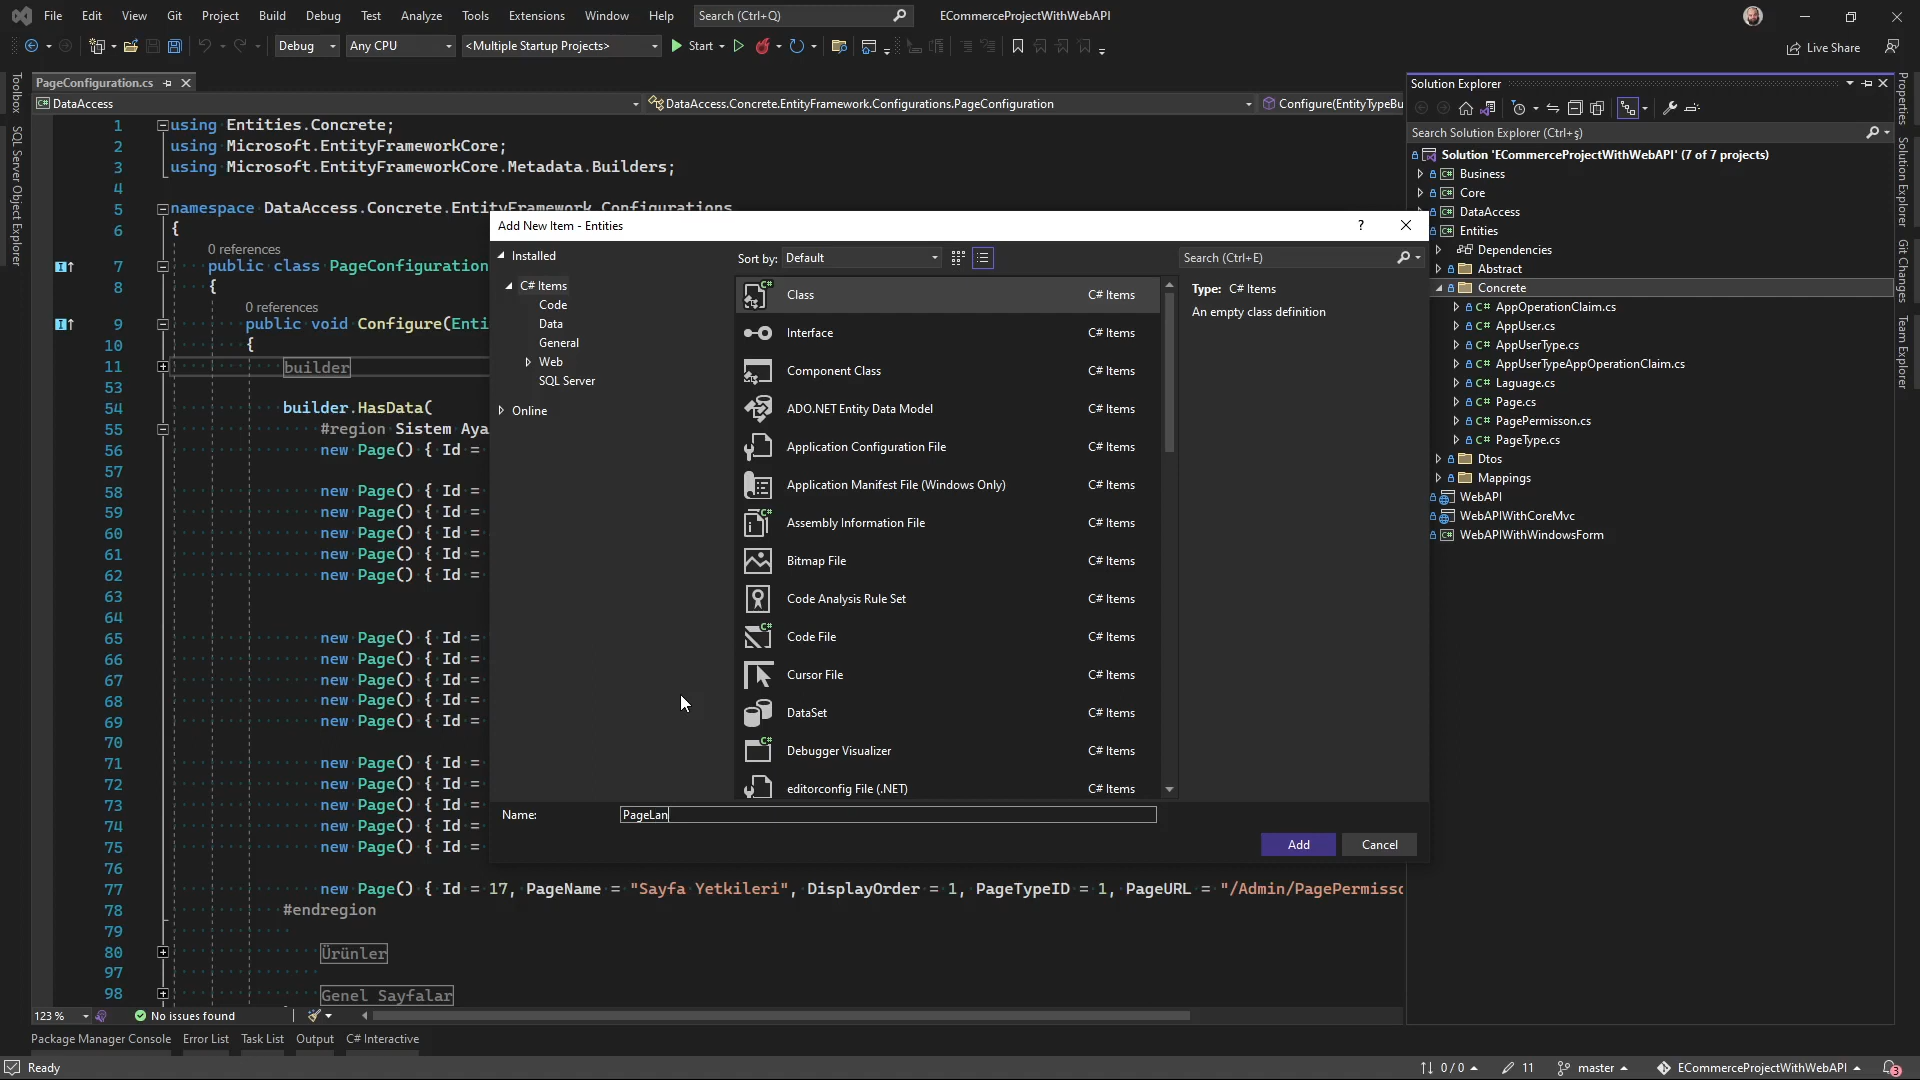 File Edit View Git Project Build Debug Test Analyze Tools Extensions Window Help Search (Ctrl+Q) ECommerceProjectWithWebAPI
Debug Any CPU <Multiple Startup Projects> Start Live Share
Toolbox
SQL Server Object Explorer
PageConfiguration.cs
DataAccess DataAccess.Concrete.EntityFramework.Configurations.PageConfiguration Configure(EntityTypeBu
1 using Entities.Concrete;
2 using Microsoft.EntityFrameworkCore;
3 using Microsoft.EntityFrameworkCore.Metadata.Builders;
4
5 namespace DataAccess.Concrete.EntityFramework.Configurations
6 {
0 references
7 public class PageConfiguration
8 {
0 references
9 public void Configure(Enti
10 {
11 builder
53
54 builder.HasData(
55 #region Sistem Aya
56 new Page() { Id =
57
58 new Page() { Id =
59 new Page() { Id =
60 new Page() { Id =
61 new Page() { Id =
62 new Page() { Id =
63
64
65 new Page() { Id =
66 new Page() { Id =
67 new Page() { Id =
68 new Page() { Id =
69 new Page() { Id =
70
71 new Page() { Id =
72 new Page() { Id =
73 new Page() { Id =
74 new Page() { Id =
75 new Page() { Id =
76
77 new Page() { Id = 17, PageName = "Sayfa Yetkileri", DisplayOrder = 1, PageTypeID = 1, PageURL = "/Admin/PagePermissc
78 #endregion
79
80 Ürünler
97
98 Genel Sayfalar
Add New Item - Entities ?
Installed
C# Items
Code
Data
General
Web
SQL Server
Online
Sort by: Default
Search (Ctrl+E)
Class C# Items
Interface C# Items
Component Class C# Items
ADO.NET Entity Data Model C# Items
Application Configuration File C# Items
Application Manifest File (Windows Only) C# Items
Assembly Information File C# Items
Bitmap File C# Items
Code Analysis Rule Set C# Items
Code File C# Items
Cursor File C# Items
DataSet C# Items
Debugger Visualizer C# Items
editorconfig File (.NET) C# Items
Type: C# Items
An empty class definition
Name: PageLan
Add Cancel
Solution Explorer
Search Solution Explorer (Ctrl+ş)
Solution 'ECommerceProjectWithWebAPI' (7 of 7 projects)
C# Business
C# Core
C# DataAccess
C# Entities
Dependencies
Abstract
Concrete
C# AppOperationClaim.cs
C# AppUser.cs
C# AppUserType.cs
C# AppUserTypeAppOperationClaim.cs
C# Laguage.cs
C# Page.cs
C# PagePermisson.cs
C# PageType.cs
Dtos
Mappings
WebAPI
WebAPIWithCoreMvc
C# WebAPIWithWindowsForm
Properties
Solution Explorer
Git Changes
Team Explorer
123 % No issues found
Package Manager Console Error List Task List Output C# Interactive
Ready 0 / 0 11 master ECommerceProjectWithWebAPI 3